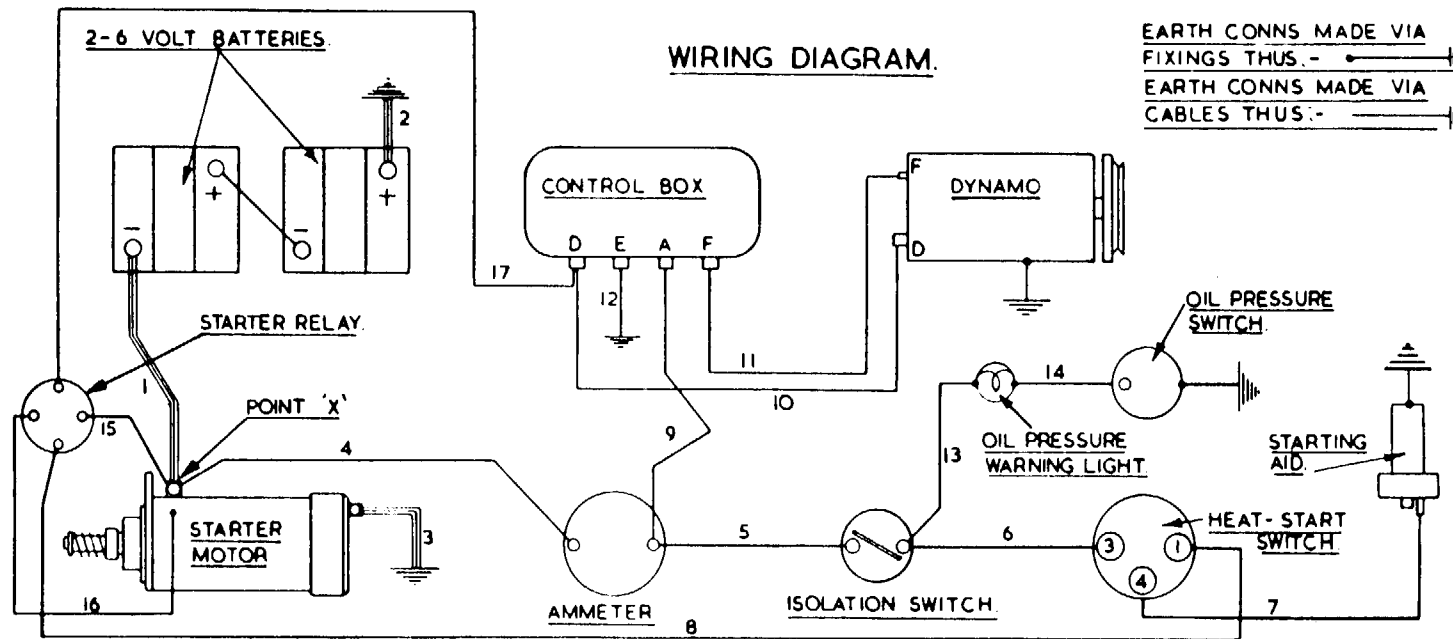 2-6 VOLT BATTERIES.
WIRING DIAGRAM.
EARTH CONNS MADE VIA
FIXINGS THUS.-
EARTH CONNS MADE VIA
CABLES THUS:-
2
+
-
+
-
CONTROL BOX
D E A F
F
DYNAMO
D
17
12
11
10
9
OIL PRESSURE
SWITCH.
STARTER RELAY.
1
POINT 'X'
15
4
14
13
OIL PRESSURE
WARNING LIGHT.
STARTING
AID.
STARTER
MOTOR
3
5
6
3
1
4
HEAT-START
SWITCH.
16
AMMETER
ISOLATION SWITCH.
7
8